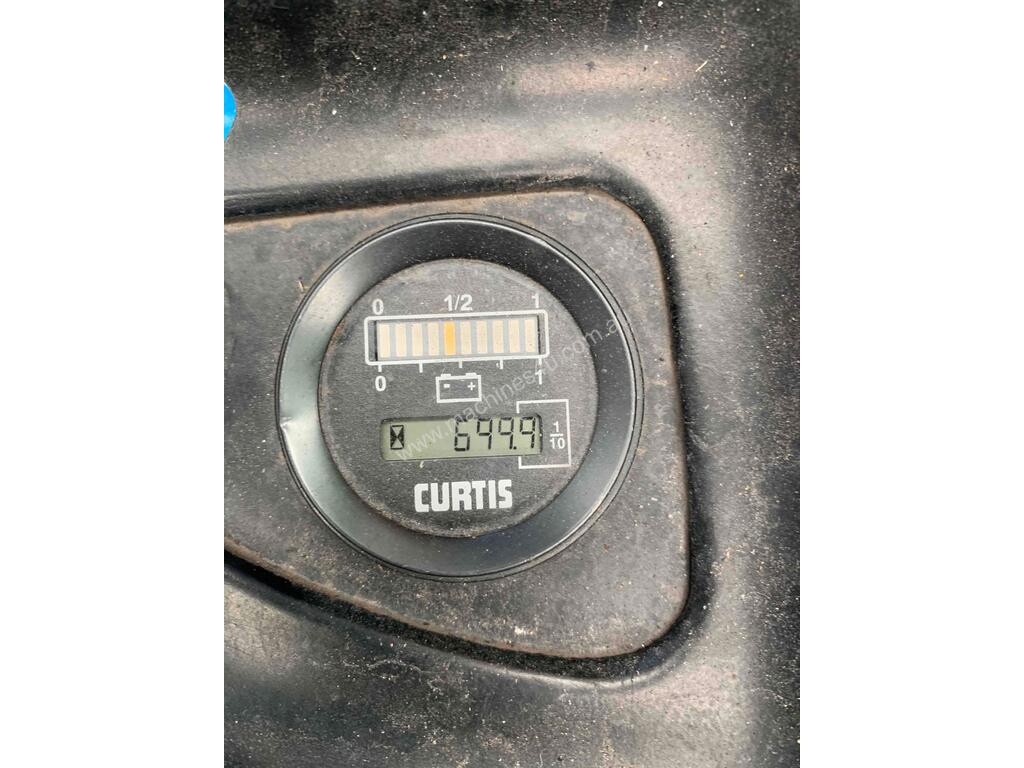 0 1/2 1
0 1
- +
699.9 1/10
CURTIS
www.machines4u.com.au